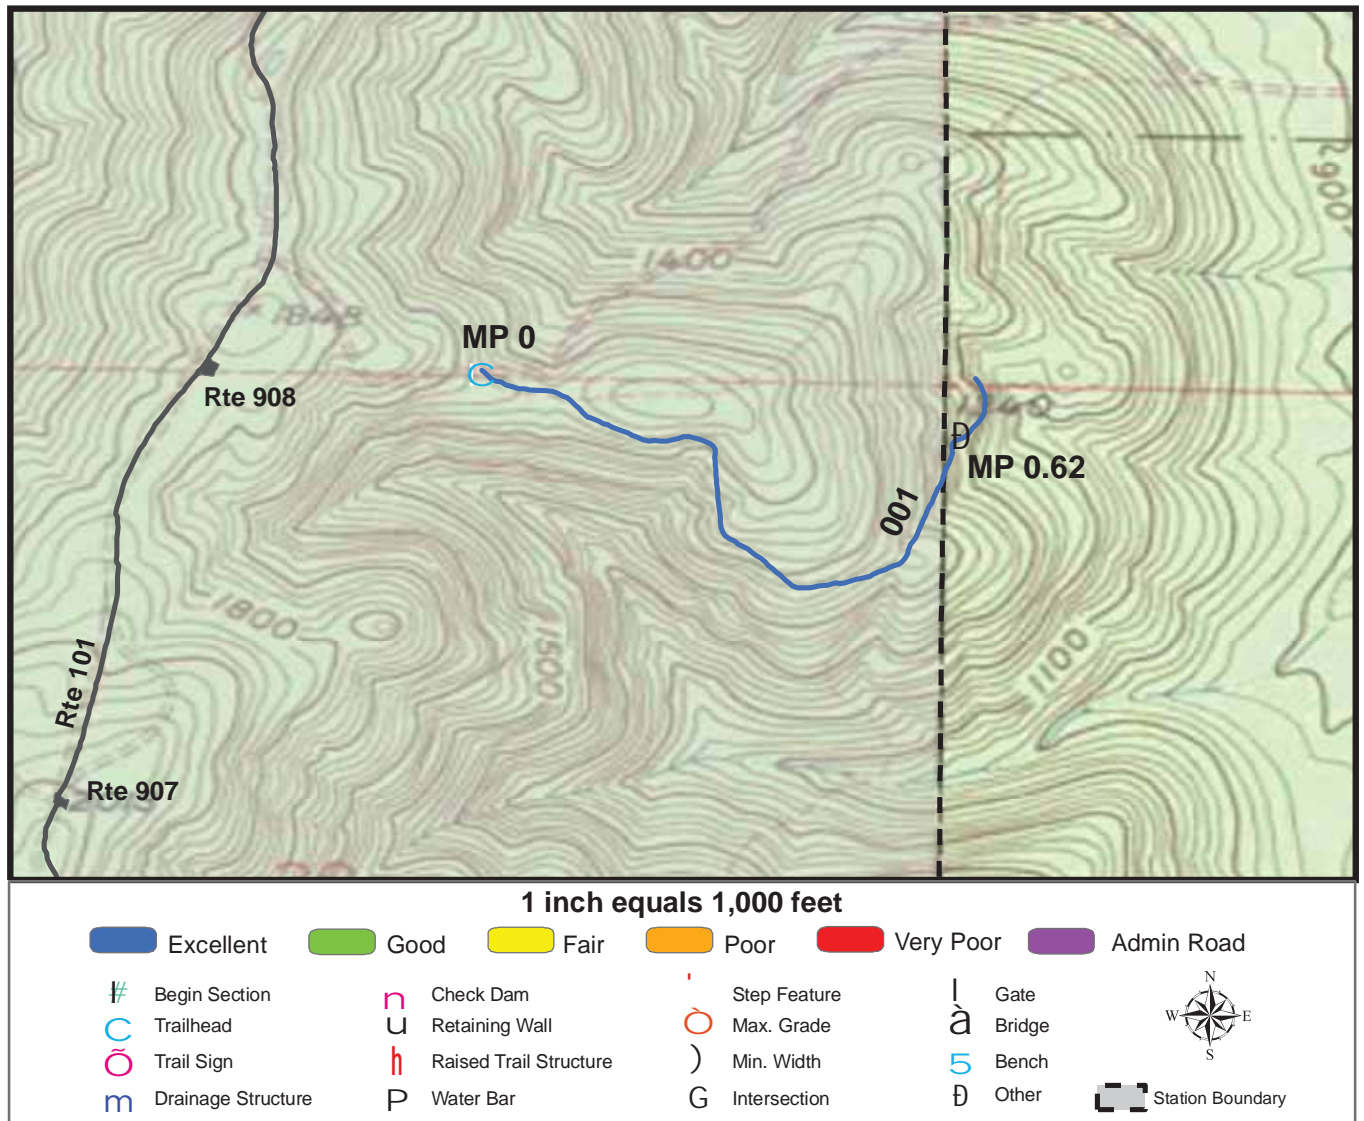 1400
1848
MP 0
Rte 908
MP 0.62
001
1800
1500
1100
Rte 101
Rte 907
1 inch equals 1,000 feet
Excellent Good Fair Poor Very Poor Admin Road
Begin Section
Check Dam
Step Feature
Gate
C Trailhead
u Retaining Wall
Ò Max. Grade
à Bridge
Õ Trail Sign
h Raised Trail Structure
) Min. Width
5 Bench
m Drainage Structure
P Water Bar
G Intersection
Ð Other
N
W E
S
Station Boundary